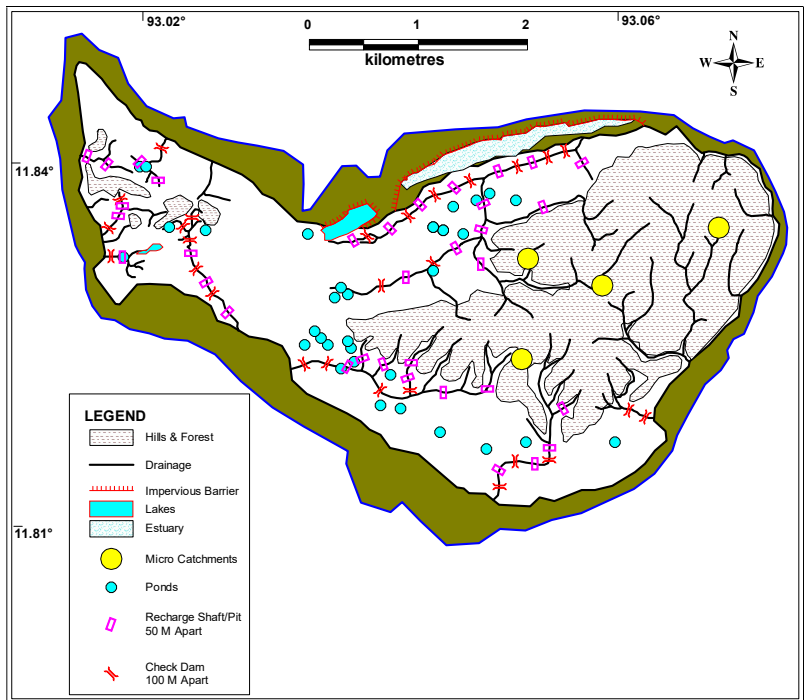 93.02°
0 1 2
kilometres
93.06°
N
W E
S
11.84°
11.81°
LEGEND
Hills & Forest
Drainage
Impervious Barrier
Lakes
Estuary
Micro Catchments
Ponds
Recharge Shaft/Pit
50 M Apart
Check Dam
100 M Apart